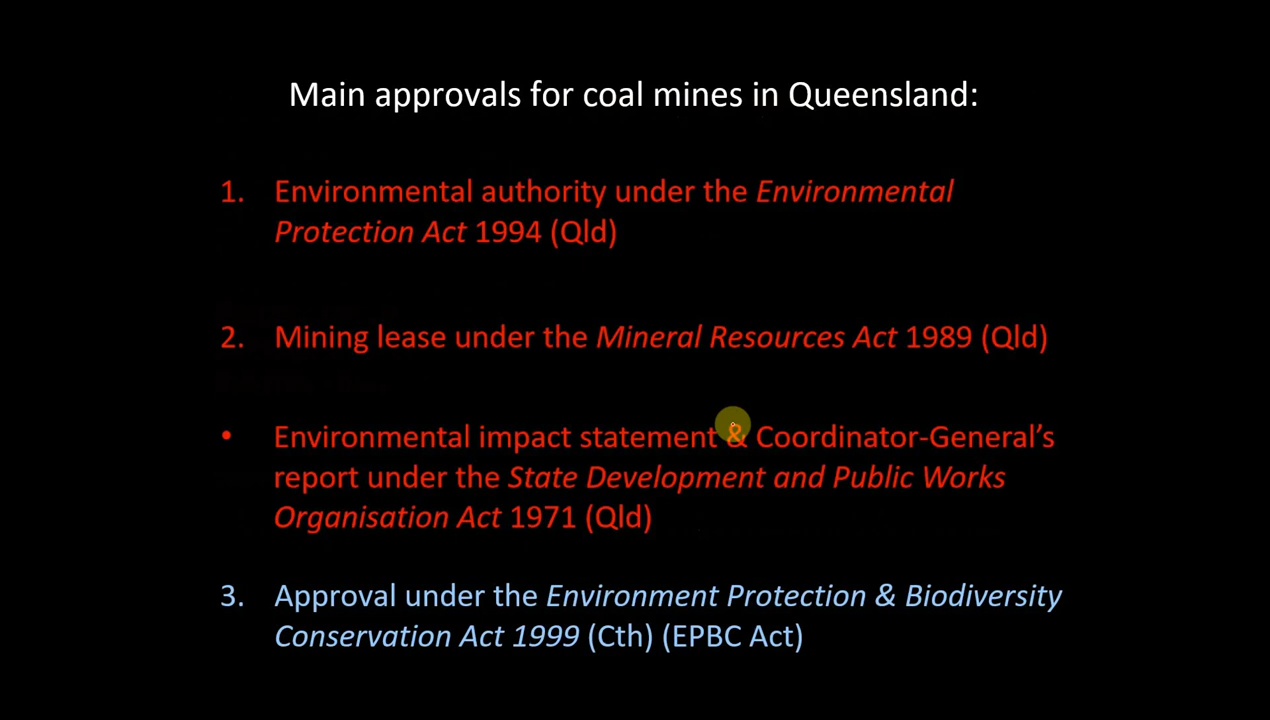 Main approvals for coal mines in Queensland:
1. Environmental authority under the Environmental
Protection Act 1994 (Qld)
2. Mining lease under the Mineral Resources Act 1989 (Qld)
• Environmental impact statement & Coordinator-General’s
report under the State Development and Public Works
Organisation Act 1971 (Qld)
3. Approval under the Environment Protection & Biodiversity
Conservation Act 1999 (Cth) (EPBC Act)